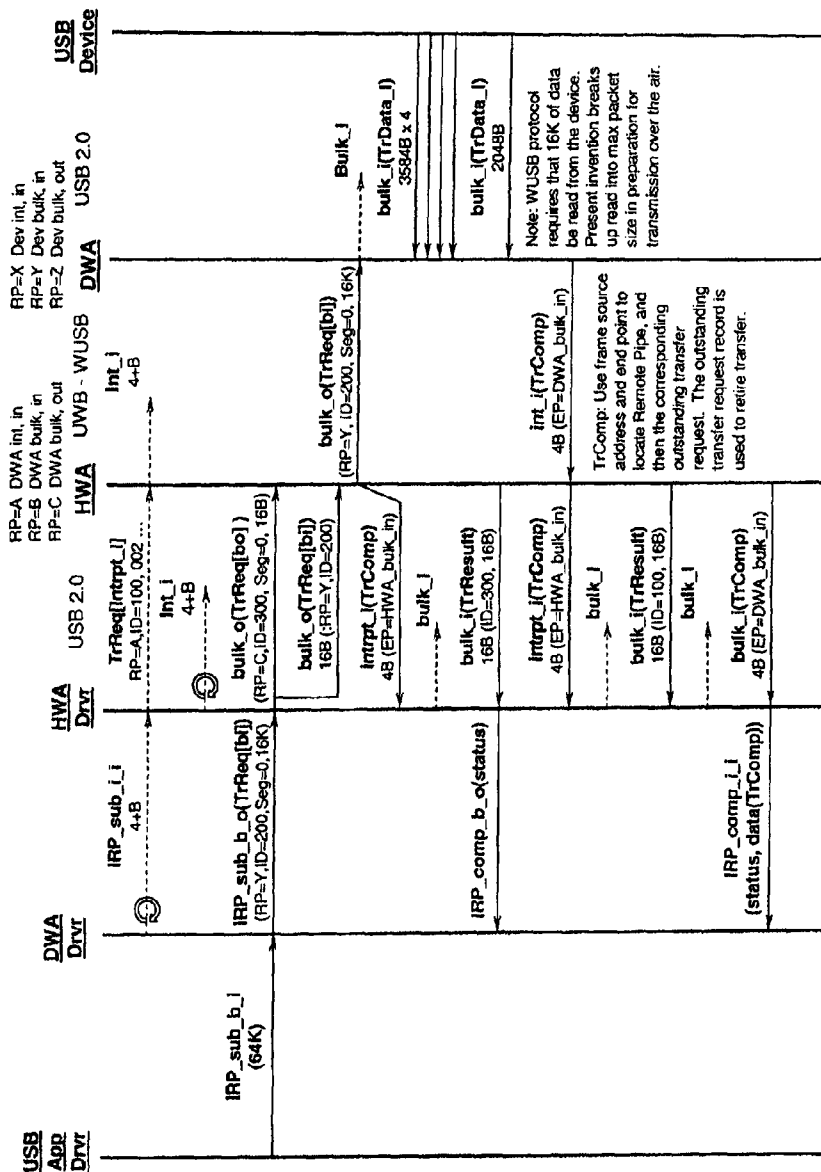 USB
App
Drvr
DWA
Drvr
HWA
Drvr
USB 2.0
HWA
UWB - WUSB
DWA
USB 2.0
USB
Device
RP=A DWA int, in
RP=B DWA bulk, in
RP=C DWA bulk, out
RP=X Dev int, in
RP=Y Dev bulk, in
RP=Z Dev bulk, out
IRP_sub_i_i
4+B
TrReq[intrpt_i]
RP=A,ID=100, 002...
Int_i
4+B
Int_i
4+B
IRP_sub_b_i
(64K)
IRP_sub_b_o(TrReq[bi])
(RP=Y,ID=200,Seg=0,16K)
bulk_o(TrReq[bo] )
(RP=C,ID=300, Seg=0, 16B)
bulk_o(TrReq[bi])
16B (:RP=Y,ID=200)
bulk_o(TrReq[bi])
(RP=Y, ID=200, Seg=0, 16K)
Bulk_i
Intrpt_i(TrComp)
4B (EP=HWA_bulk_in)
bulk_i
bulk_i(TrData_i)
3584B x 4
bulk_i(TrResult)
16B (ID=300, 16B)
IRP_comp_b_o(status)
bulk_i(TrData_i)
2048B
Intrpt_i(TrComp)
4B (EP=HWA_bulk_in)
int_i(TrComp)
4B (EP=DWA_bulk_in)
bulk_i
bulk_i(TrResult)
16B (ID=100, 16B)
bulk_i
bulk_i(TrComp)
4B (EP=DWA_bulk_in)
IRP_comp_i_i
(status, data(TrComp))
Note: WUSB protocol
requires that 16K of data
be read from the device.
Present invention breaks
up read into max packet
size in preparation for
transmission over the air.
TrComp: Use frame source
address and end point to
locate Remote Pipe, and
then the corresponding
outstanding transfer
request. The outstanding
transfer request record is
used to retire transfer.